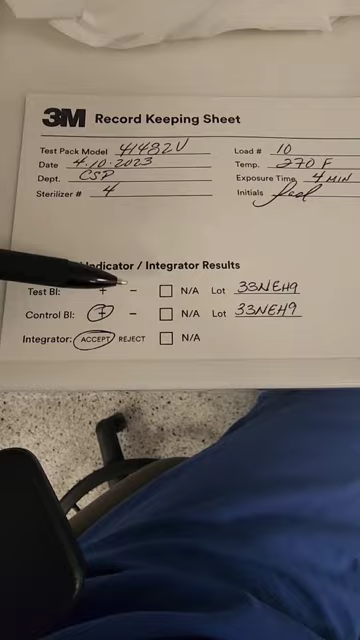 3M Record Keeping Sheet
Test Pack Model 41482V Load # 10
Date 4.10.2023 Temp. 270 F
Dept. CSP Exposure Time 4 MIN
Sterilizer # 4 Initials
Indicator / Integrator Results
Test BI: + − N/A Lot 33NEH9
Control BI: + − N/A Lot 33NEH9
Integrator: ACCEPT REJECT N/A